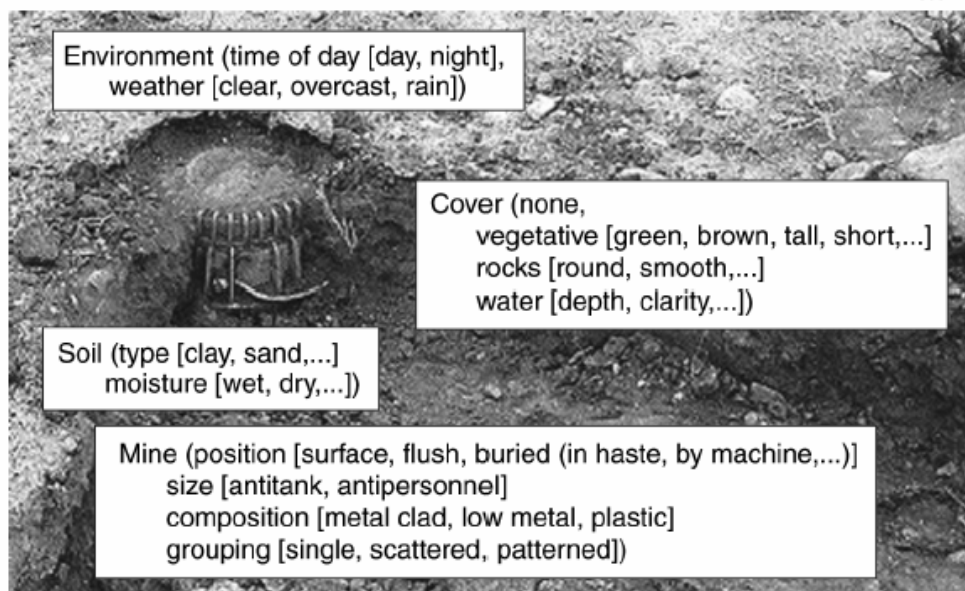 Environment (time of day [day, night],
weather [clear, overcast, rain])
Cover (none,
vegetative [green, brown, tall, short,...]
rocks [round, smooth,...]
water [depth, clarity,...])
Soil (type [clay, sand,...]
moisture [wet, dry,...])
Mine (position [surface, flush, buried (in haste, by machine,...)]
size [antitank, antipersonnel]
composition [metal clad, low metal, plastic]
grouping [single, scattered, patterned])